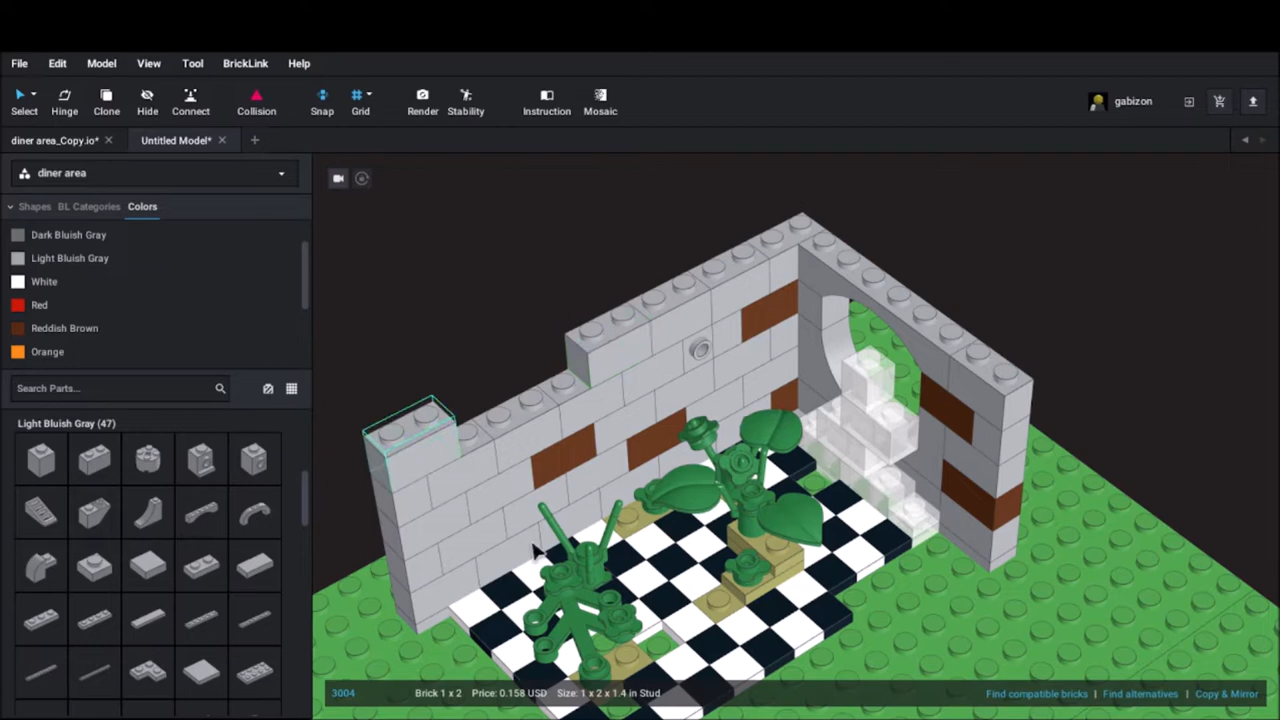 File Edit Model View Tool BrickLink Help
Select Hinge Clone Hide Connect Collision Snap Grid Render Stability Instruction Mosaic gabizon
diner area_Copy.io* Untitled Model*
diner area
Shapes BL Categories Colors
Dark Bluish Gray
Light Bluish Gray
White
Red
Reddish Brown
Orange
Search Parts...
Light Bluish Gray (47)
3004 Brick 1 x 2 Price: 0.158 USD Size: 1 x 2 x 1.4 in Stud Find compatible bricks | Find alternatives | Copy & Mirror